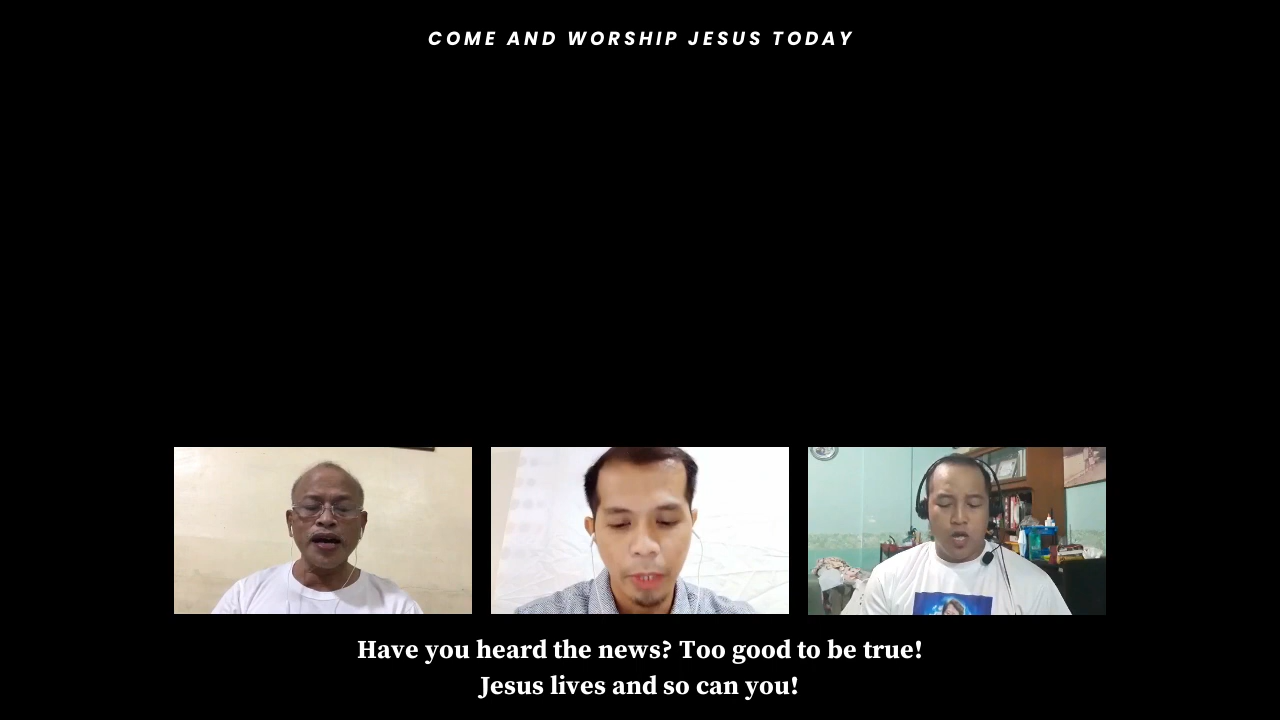 COME AND WORSHIP JESUS TODAY
Have you heard the news? Too good to be true!
Jesus lives and so can you!